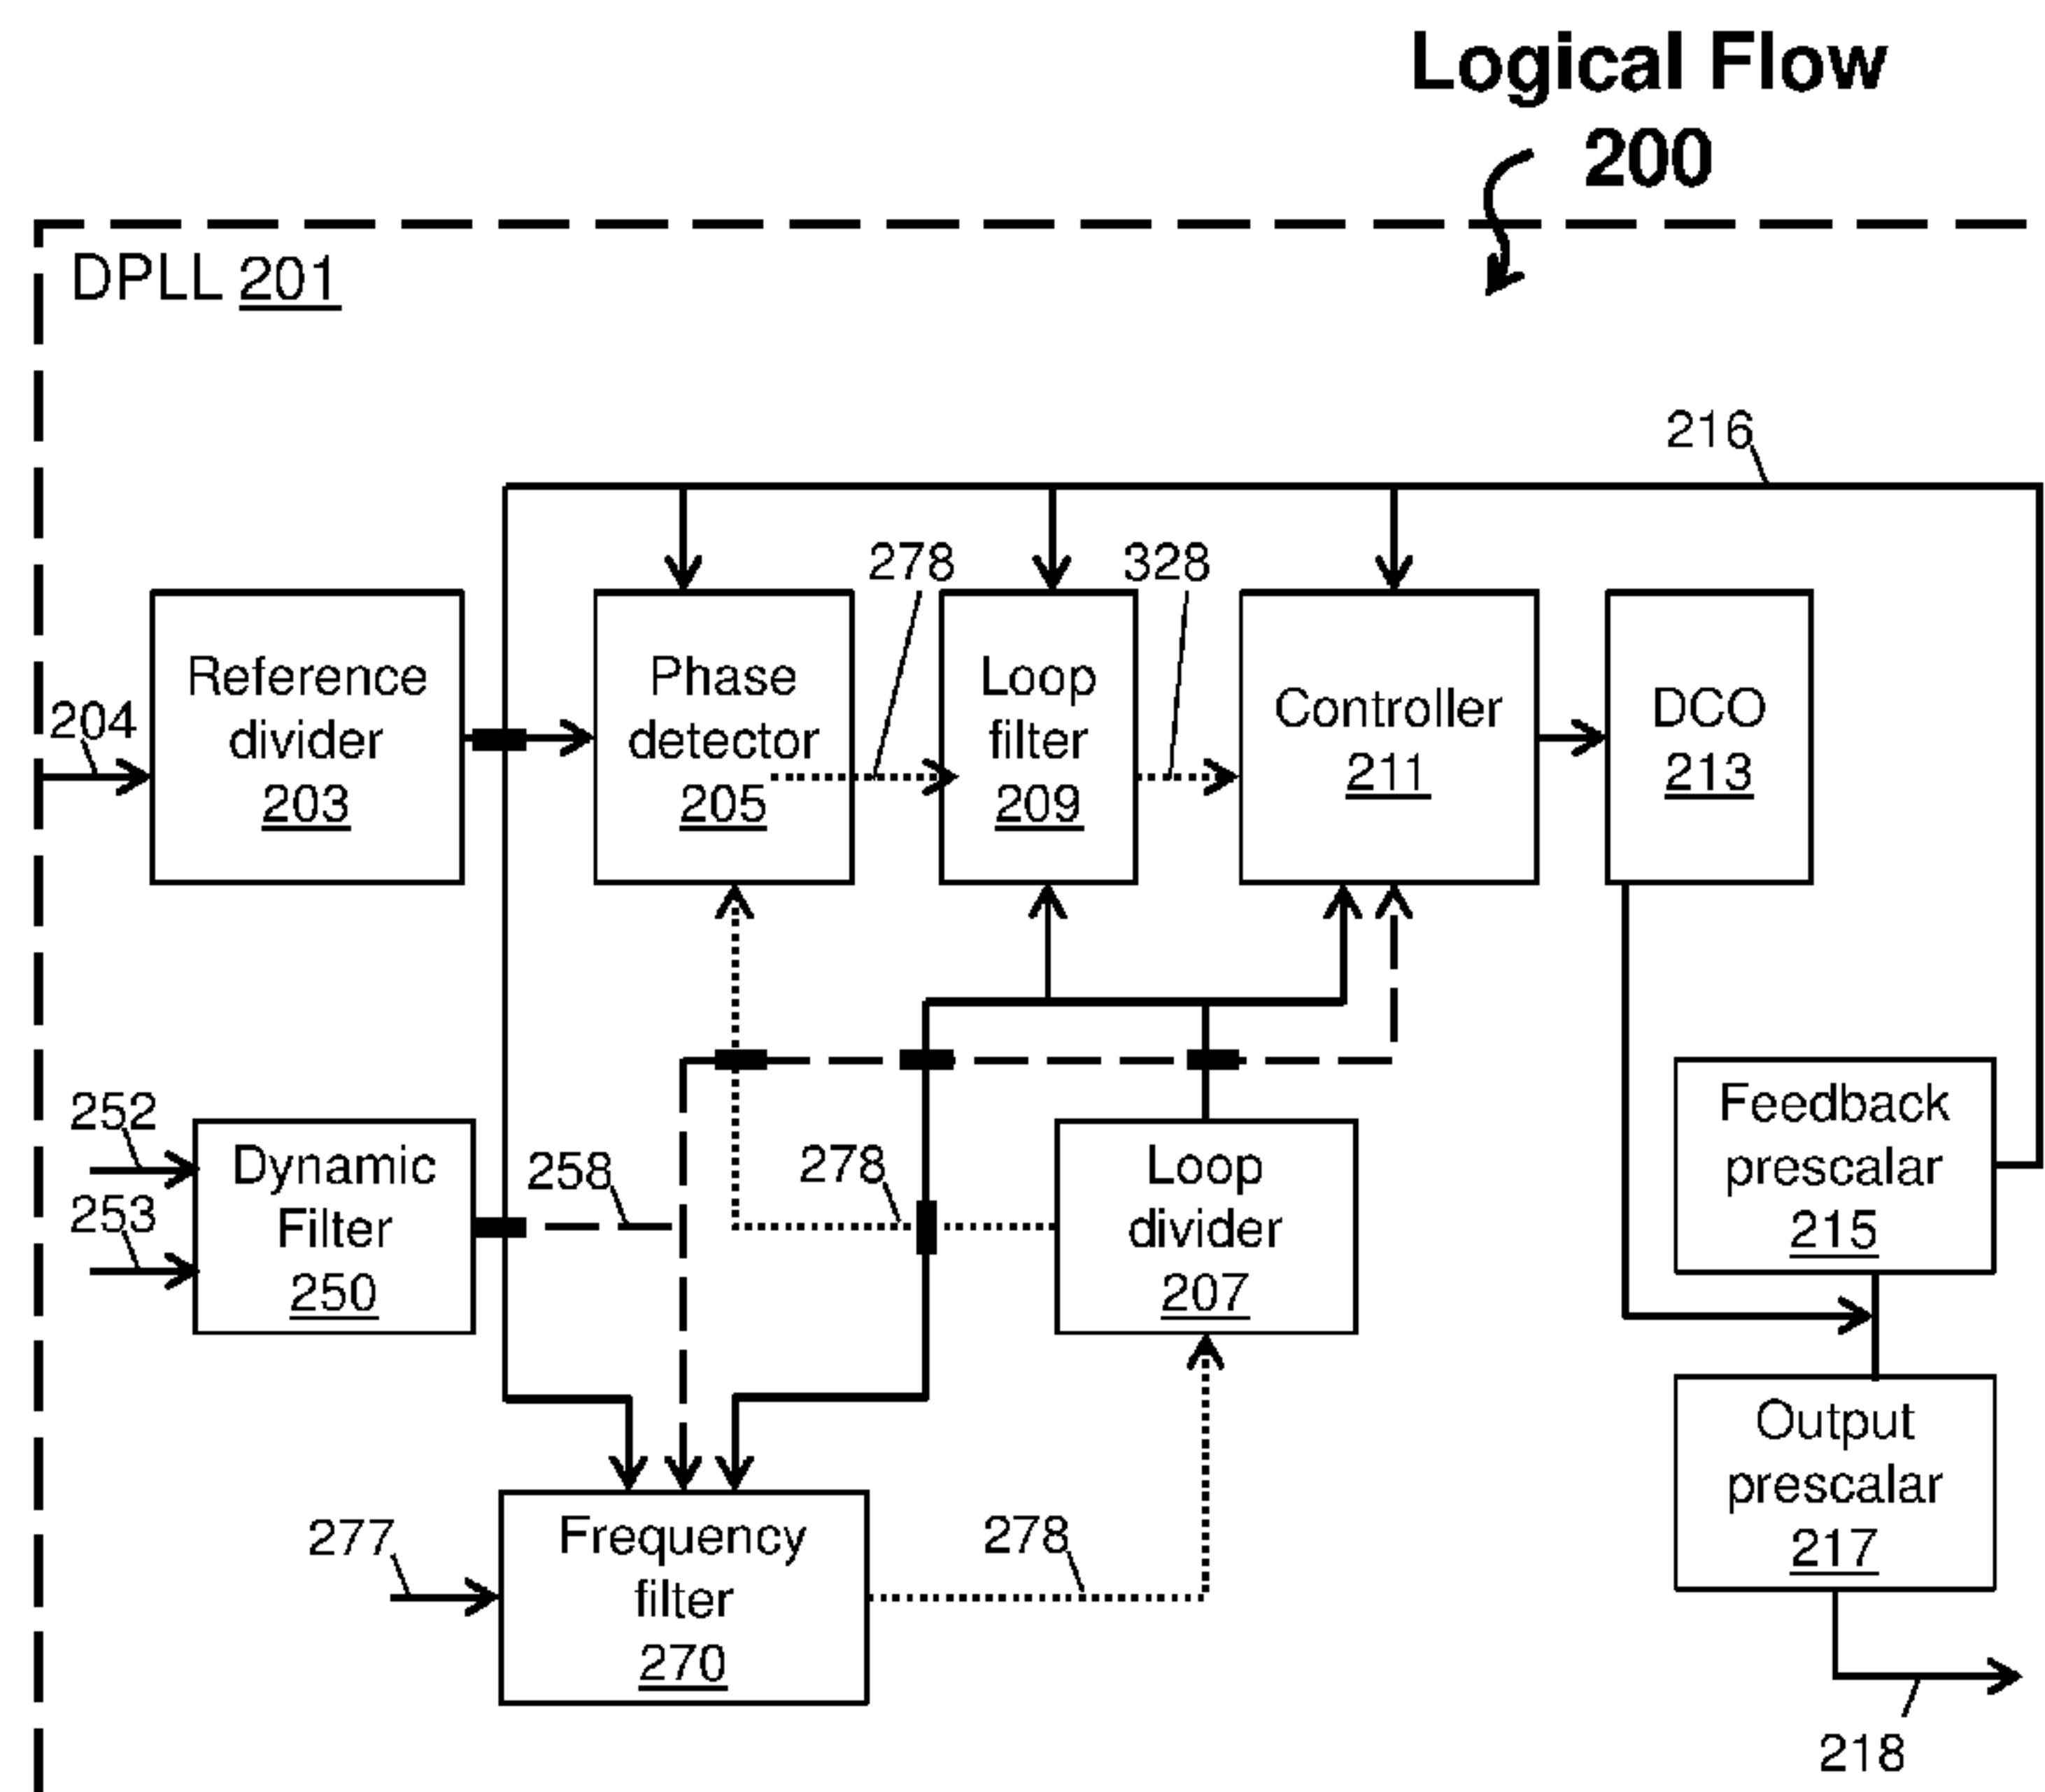 Logical Flow
200
DPLL 201
216
278
328
204
Reference
divider
203
Phase
detector
205
Loop
filter
209
Controller
211
DCO
213
252
253
Dynamic
Filter
250
258
278
Loop
divider
207
Feedback
prescalar
215
277
Frequency
filter
270
278
Output
prescalar
217
218